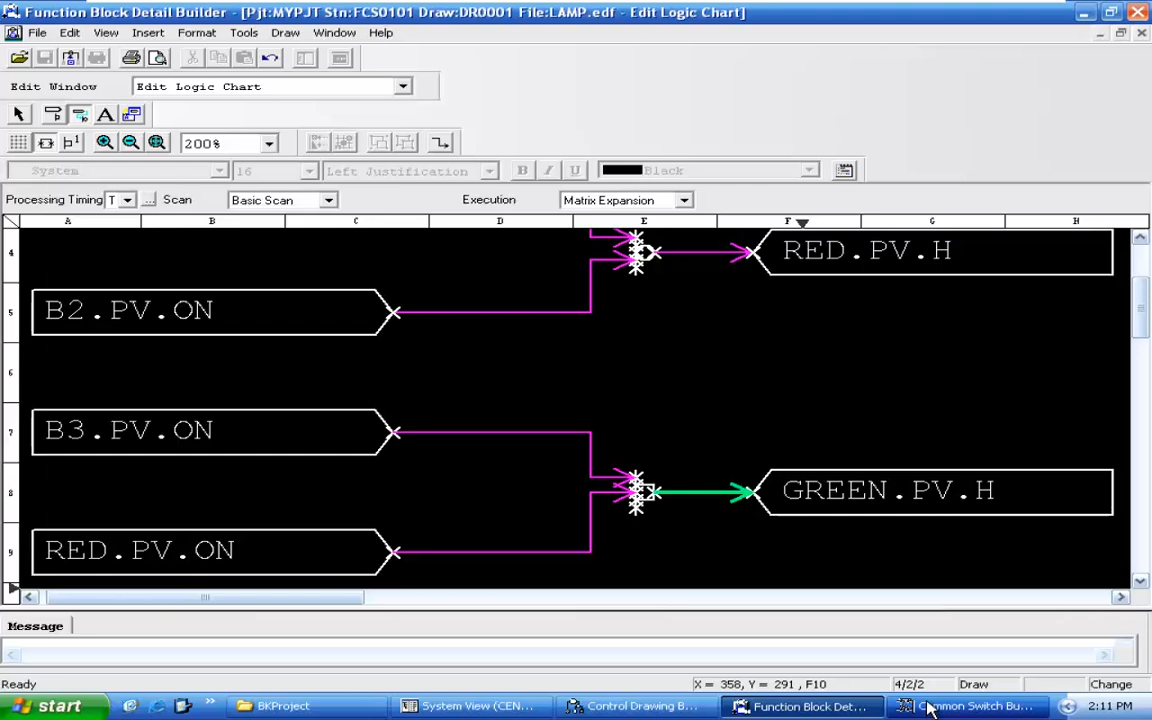 Function Block Detail Builder - [Pjt:MYPJT Stn:FCS0101 Draw:DR0001 File:LAMP.edf - Edit Logic Chart]
File Edit View Insert Format Tools Draw Window Help
Edit Window Edit Logic Chart
A
200%
System 16 Left Justification B I U Black
Processing Timing T ... Scan Basic Scan Execution Matrix Expansion
A B C D E F G H
4 RED.PV.H
5 B2.PV.ON
6
7 B3.PV.ON
8 GREEN.PV.H
9 RED.PV.ON
Message
Ready X = 358, Y = 291 , F10 4/2/2 Draw Change
start BKProject System View (CEN... Control Drawing B... Function Block Det... Common Switch Bu... 2:11 PM